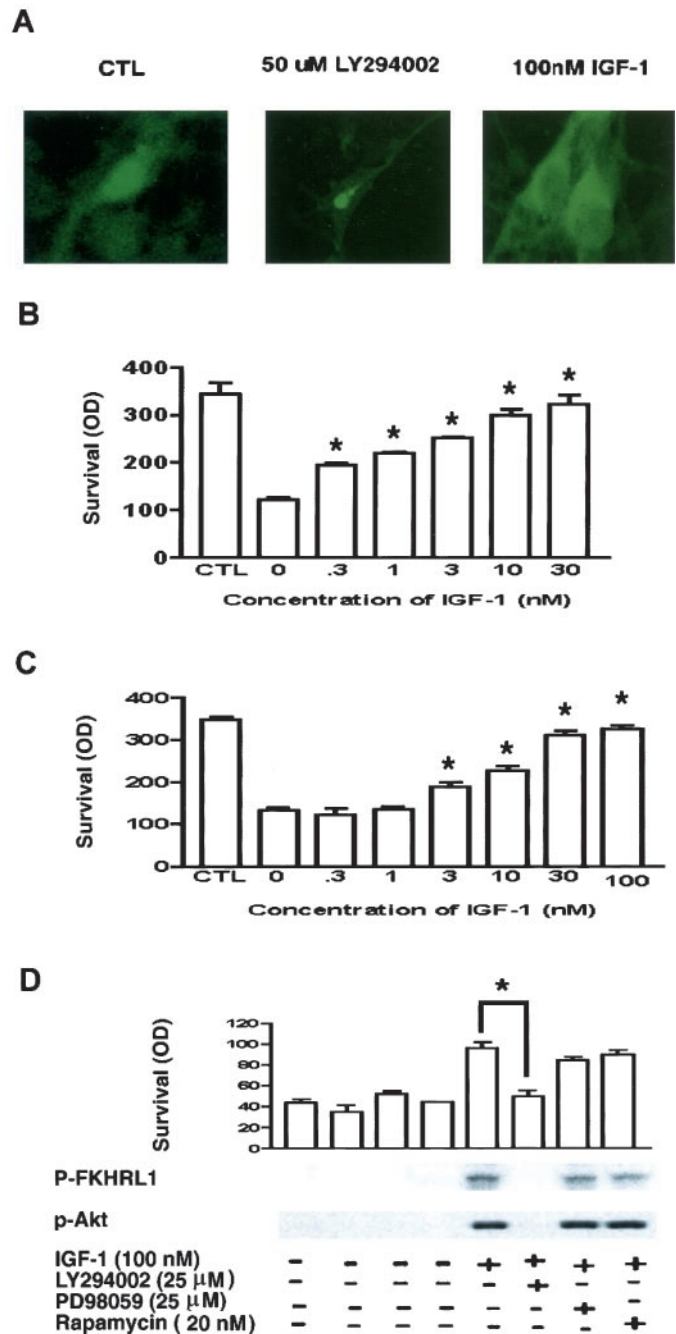 A
CTL
50 uM LY294002
100nM IGF-1
B
Survival (OD)
400
300
200
100
0
* * * * *
CTL 0 .3 1 3 10 30
Concentration of IGF-1 (nM)
C
Survival (OD)
400
300
200
100
0
* * * *
CTL 0 .3 1 3 10 30 100
Concentration of IGF-1 (nM)
D
Survival (OD)
120
100
80
60
40
20
0
*
P-FKHRL1
p-Akt
IGF-1 (100 nM) – – – – + + + +
LY294002 (25 µM) – – – – – + – –
PD98059 (25 µM) – – – – – – + –
Rapamycin ( 20 nM) – – – – – – – +